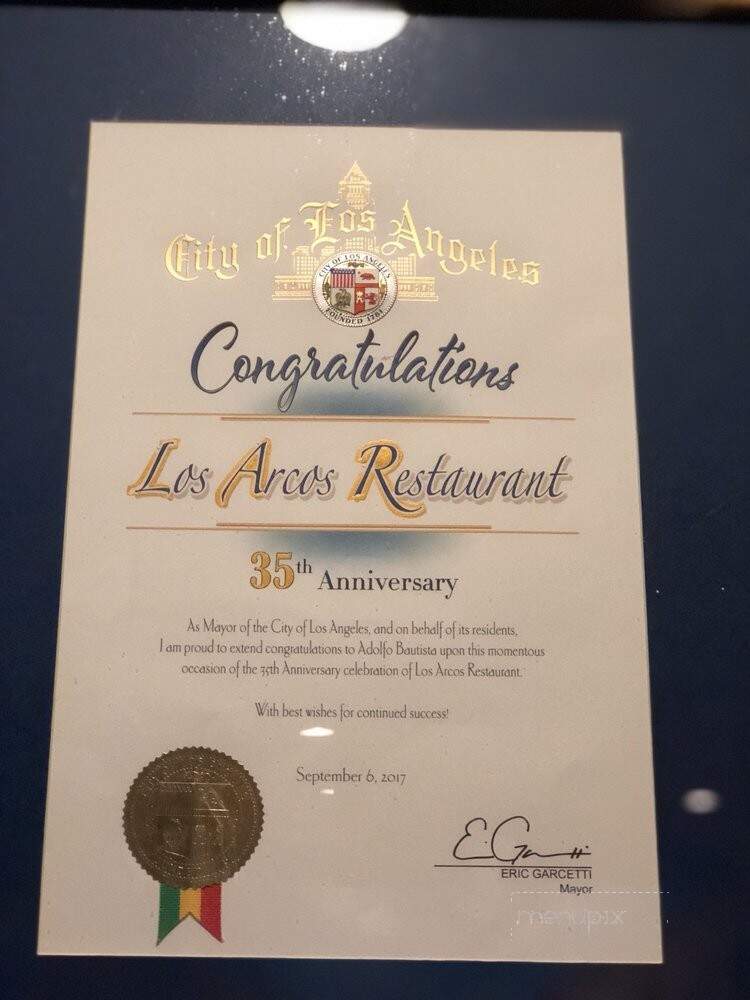 City of Los Angeles
CITY OF LOS ANGELES
FOUNDED 1781
Congratulations
Los Arcos Restaurant
35th Anniversary
As Mayor of the City of Los Angeles, and on behalf of its residents,
I am proud to extend congratulations to Adolfo Bautista upon this momentous
occasion of the 35th Anniversary celebration of Los Arcos Restaurant.
With best wishes for continued success!
September 6, 2017
ERIC GARCETTI
Mayor
menupix